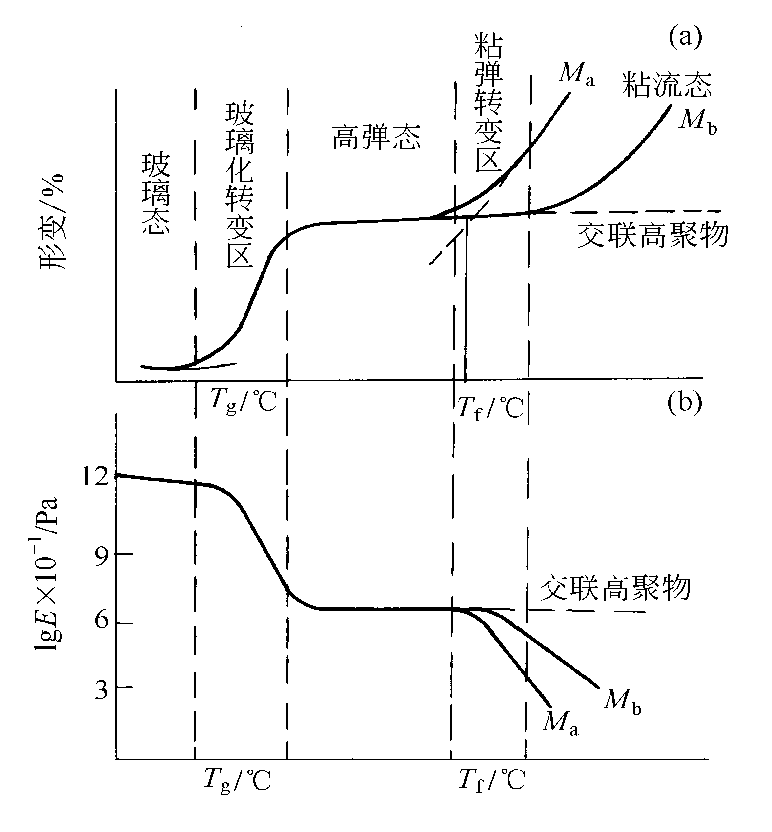 (a)
形变/%
玻璃态
玻璃化转变区
高弹态
粘弹转变区
Ma
粘流态
Mb
交联高聚物
Tg/℃
Tf/℃
(b)
lgE×10⁻¹/Pa
12
9
6
3
交联高聚物
Ma
Mb
Tg/℃
Tf/℃